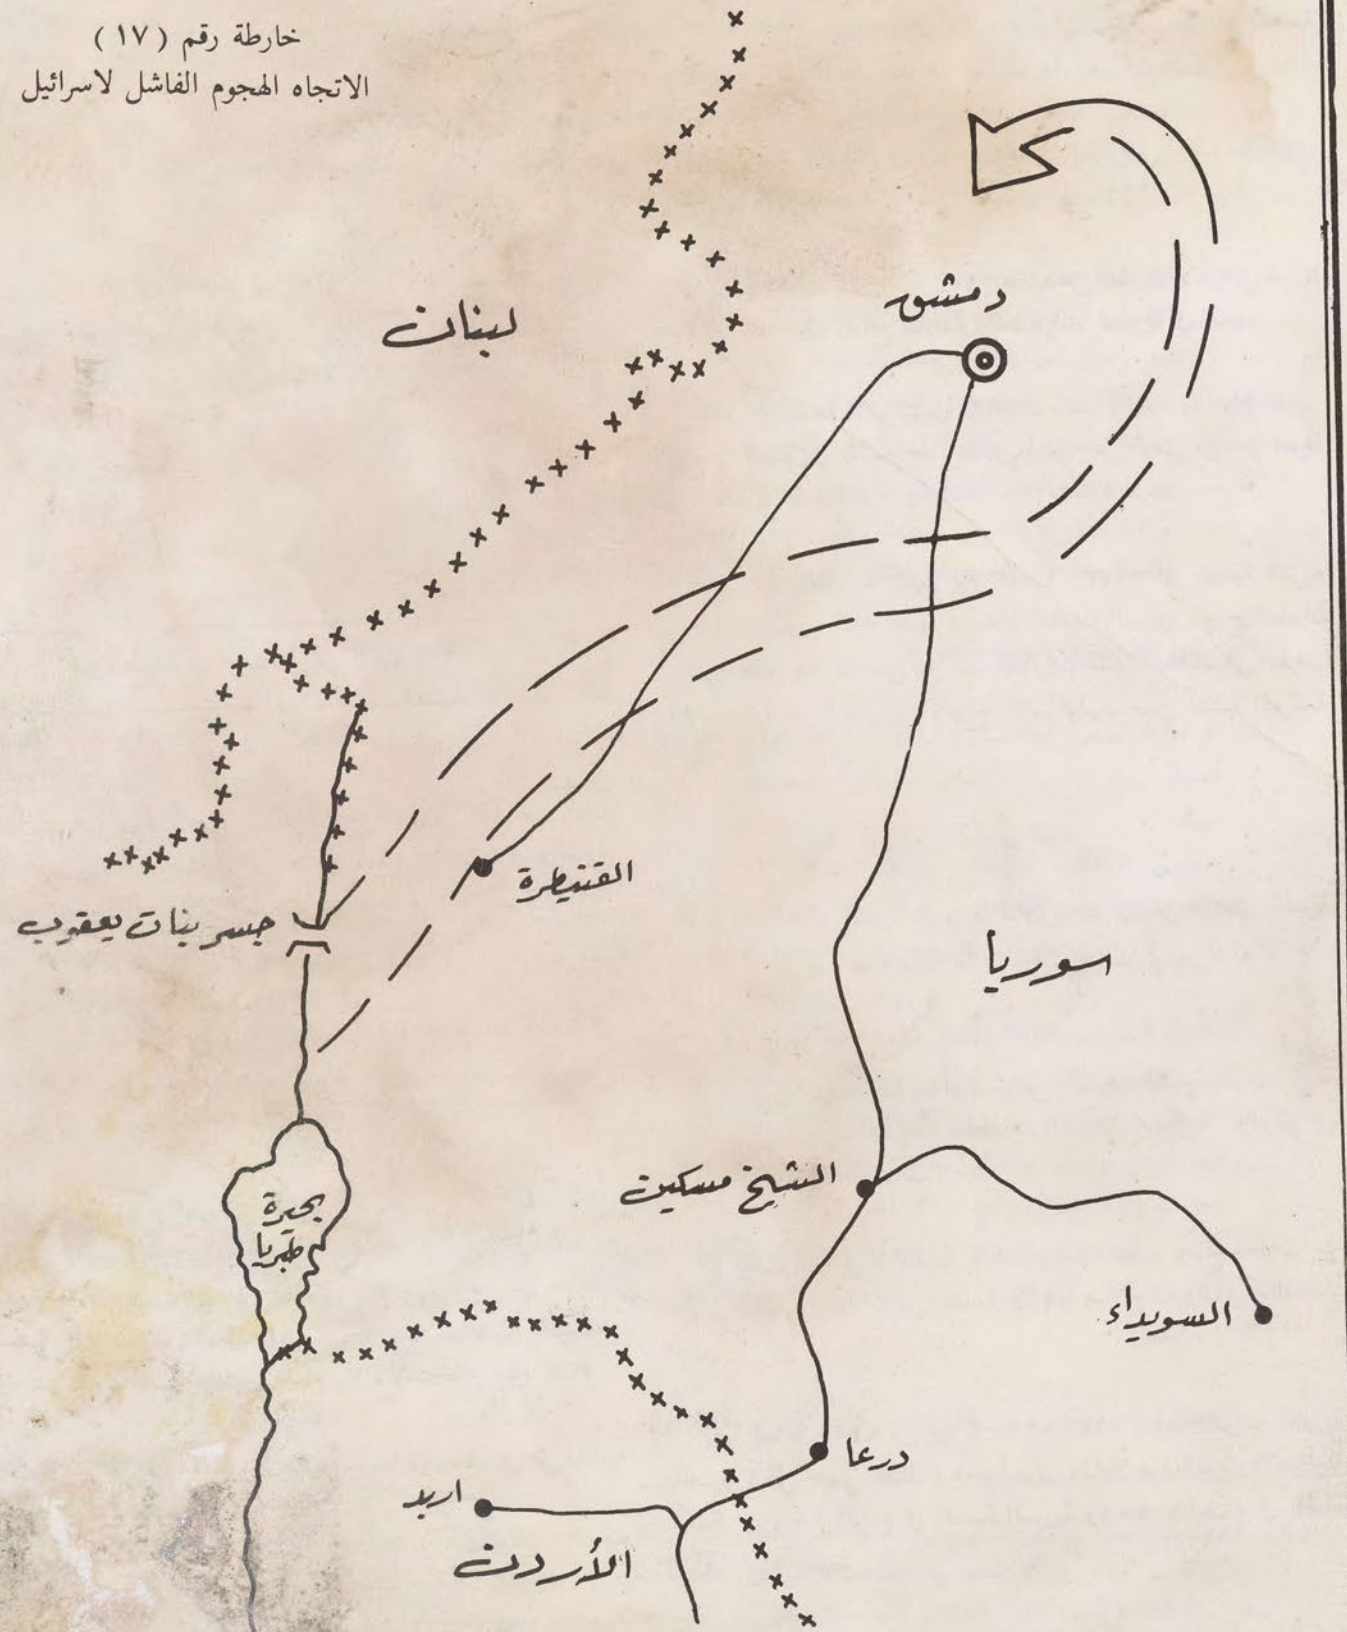 خارطة رقم (١٧)
الاتجاه الهجوم الفاشل لاسرائيل
لبنان
دمشق
القنيطرة
جسر بنات يعقوب
سوريا
الشيخ مسكين
بحيرة
طبريا
السويداء
درعا
اربد
الأردن